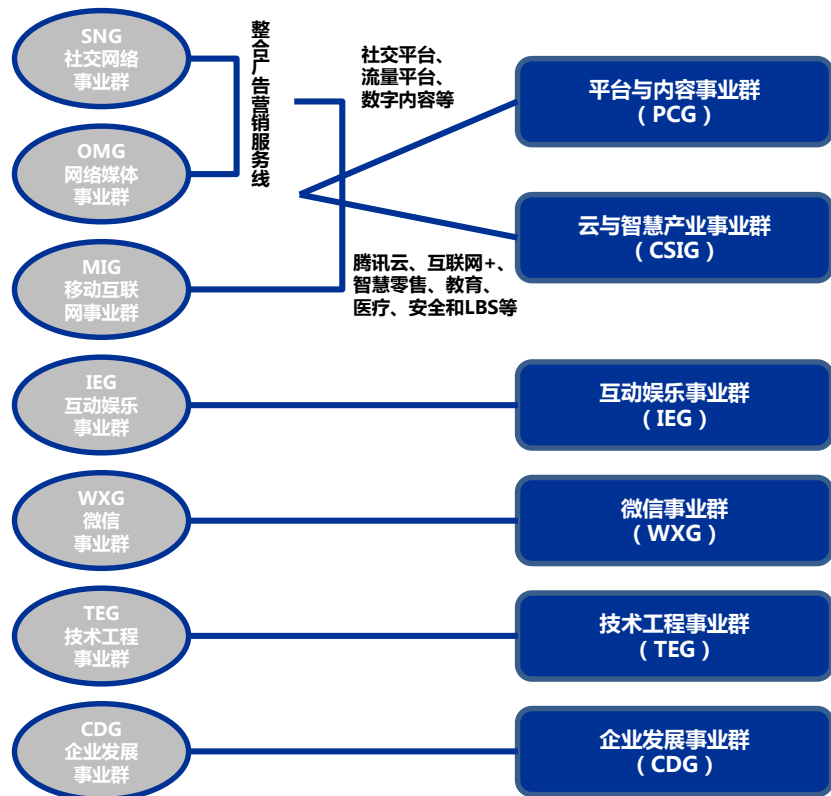 SNG
社交网络
事业群
整合广告营销服务线
社交平台、
流量平台、
数字内容等
平台与内容事业群
（PCG）
OMG
网络媒体
事业群
云与智慧产业事业群
（CSIG）
MIG
移动互联
网事业群
腾讯云、互联网+、
智慧零售、教育、
医疗、安全和LBS等
IEG
互动娱乐
事业群
互动娱乐事业群
（IEG）
WXG
微信
事业群
微信事业群
（WXG）
TEG
技术工程
事业群
技术工程事业群
（TEG）
CDG
企业发展
事业群
企业发展事业群
（CDG）